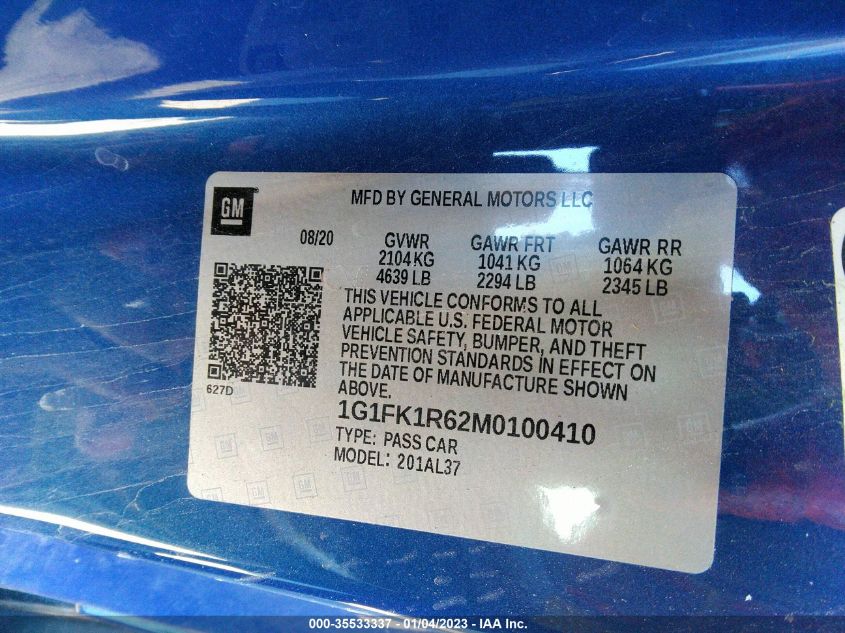 GM
MFD BY GENERAL MOTORS LLC
08/20 GVWR GAWR FRT GAWR RR
2104 KG 1041 KG 1064 KG
4639 LB 2294 LB 2345 LB
THIS VEHICLE CONFORMS TO ALL
APPLICABLE U.S. FEDERAL MOTOR
VEHICLE SAFETY, BUMPER, AND THEFT
PREVENTION STANDARDS IN EFFECT ON
THE DATE OF MANUFACTURE SHOWN
ABOVE.
627D
1G1FK1R62M0100410
TYPE: PASS CAR
MODEL: 201AL37
000-35533337 - 01/04/2023 - IAA Inc.